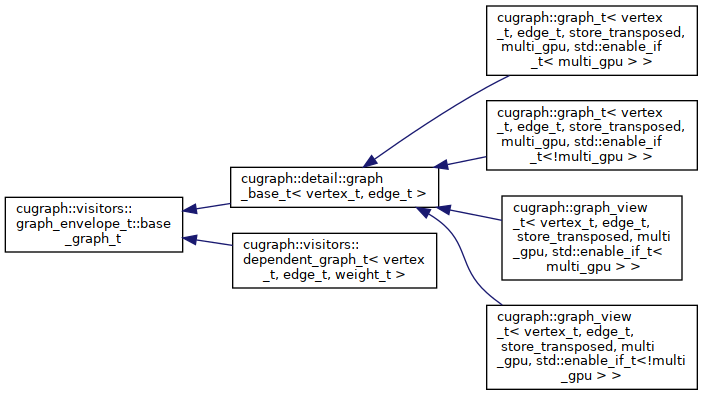 cugraph::graph_t< vertex
_t, edge_t, store_transposed,
multi_gpu, std::enable_if
_t< multi_gpu > >
cugraph::graph_t< vertex
_t, edge_t, store_transposed,
multi_gpu, std::enable_if
_t<!multi_gpu > >
cugraph::detail::graph
_base_t< vertex_t, edge_t >
cugraph::visitors::
graph_envelope_t::base
_graph_t
cugraph::graph_view
_t< vertex_t, edge_t,
store_transposed, multi
_gpu, std::enable_if_t<
multi_gpu > >
cugraph::visitors::
dependent_graph_t< vertex
_t, edge_t, weight_t >
cugraph::graph_view
_t< vertex_t, edge_t,
store_transposed, multi
_gpu, std::enable_if_t<!multi
_gpu > >